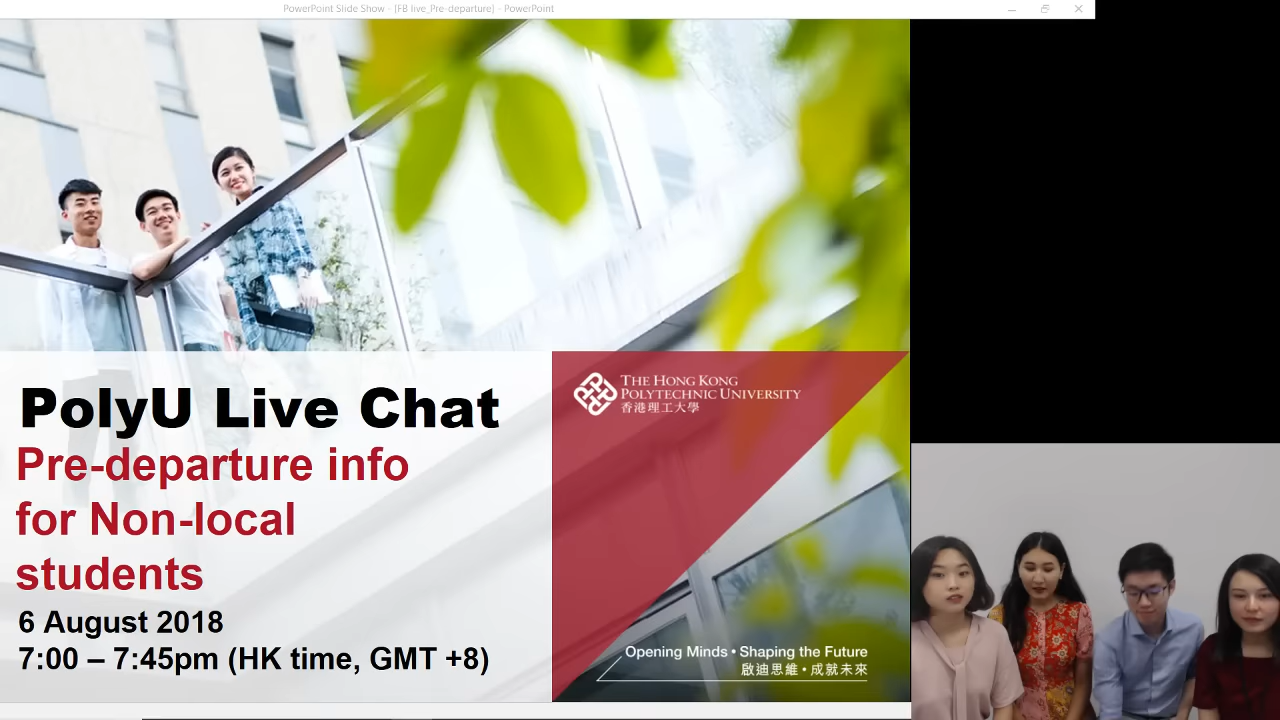 PowerPoint Slide Show - [FB live_Pre-departure] - PowerPoint
THE HONG KONG
POLYTECHNIC UNIVERSITY
香港理工大學
PolyU Live Chat
Pre-departure info
for Non-local
students
6 August 2018
7:00 – 7:45pm (HK time, GMT +8)
Opening Minds • Shaping the Future
啟迪思維 • 成就未來